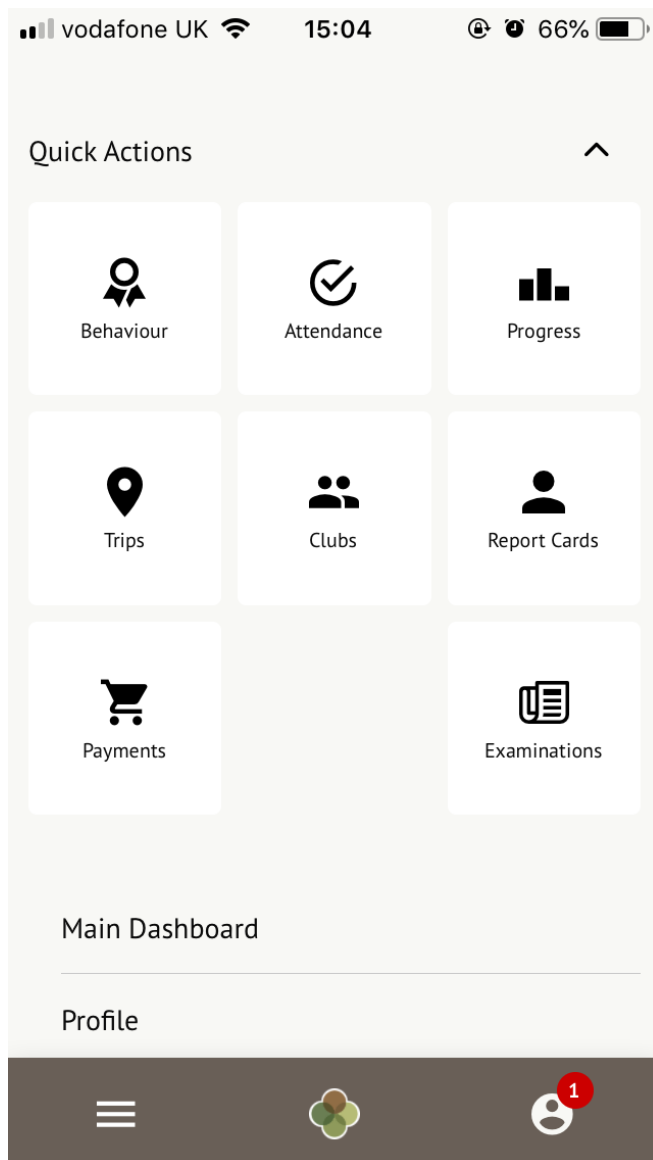 vodafone UK 15:04 66%
Quick Actions
Behaviour Attendance Progress
Trips Clubs Report Cards
Payments Examinations
Main Dashboard
Profile
1